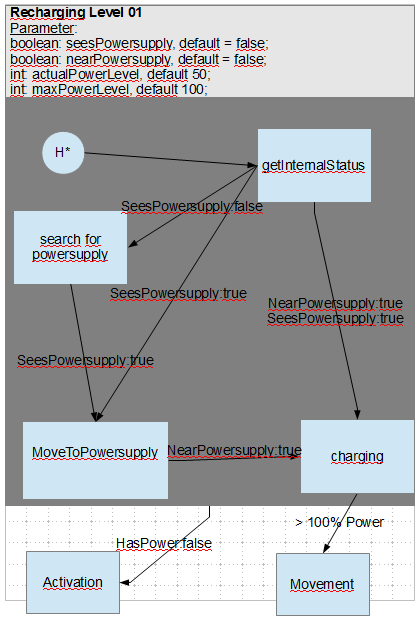 Recharging Level 01
Parameter:
boolean: seesPowersupply, default = false;
boolean: nearPowersupply, default = false;
int: actualPowerLevel, default 50;
int: maxPowerLevel, default 100;
H*
getInternalStatus
SeesPowersupply:false
search for
powersupply
SeesPowersupply:true
NearPowersupply:true
SeesPowersupply:true
SeesPowersupply:true
MoveToPowersupply
NearPowersupply:true
charging
> 100% Power
HasPower:false
Activation
Movement